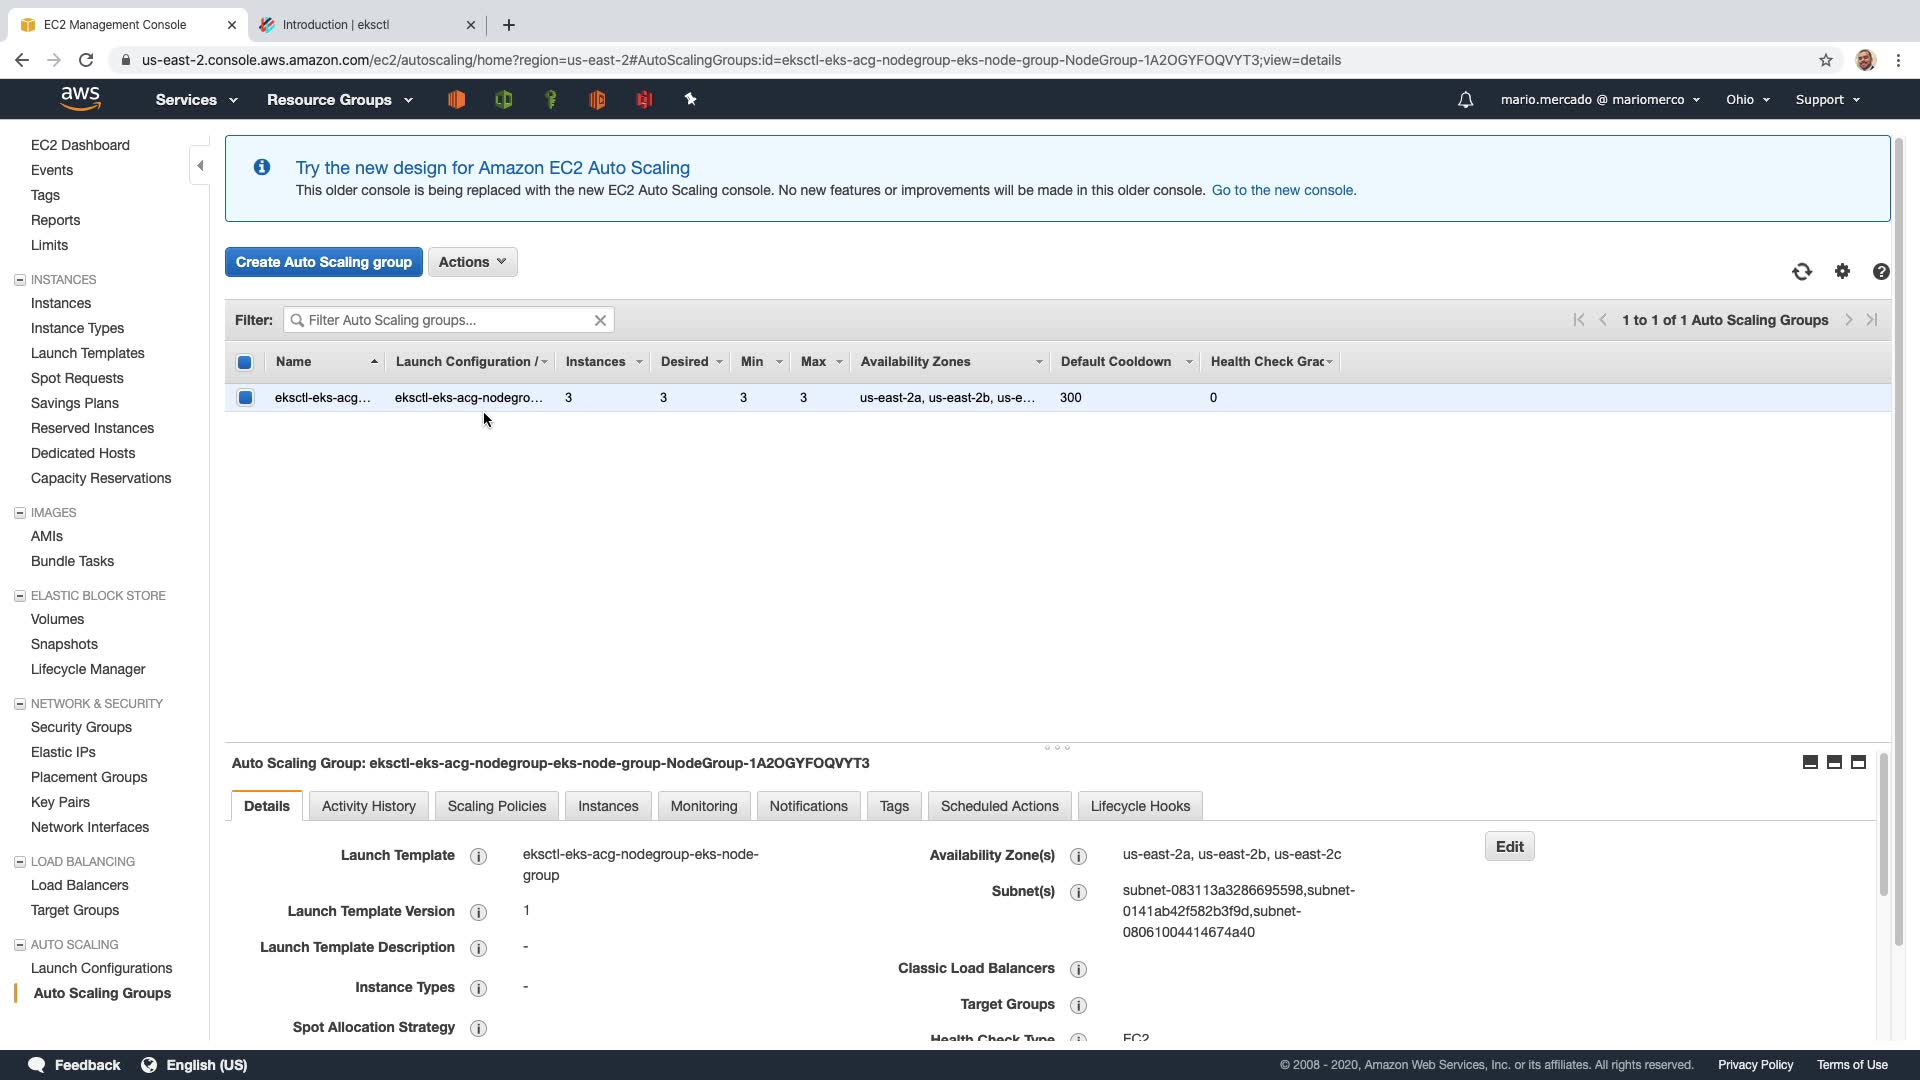 EC2 Management Console
Introduction | eksctl
us-east-2.console.aws.amazon.com/ec2/autoscaling/home?region=us-east-2#AutoScalingGroups:id=eksctl-eks-acg-nodegroup-eks-node-group-NodeGroup-1A2OGYFOQVYT3;view=details
aws
Services
Resource Groups
mario.mercado @ mariomerco
Ohio
Support
EC2 Dashboard
Events
Tags
Reports
Limits
INSTANCES
Instances
Instance Types
Launch Templates
Spot Requests
Savings Plans
Reserved Instances
Dedicated Hosts
Capacity Reservations
IMAGES
AMIs
Bundle Tasks
ELASTIC BLOCK STORE
Volumes
Snapshots
Lifecycle Manager
NETWORK & SECURITY
Security Groups
Elastic IPs
Placement Groups
Key Pairs
Network Interfaces
LOAD BALANCING
Load Balancers
Target Groups
AUTO SCALING
Launch Configurations
Auto Scaling Groups
Try the new design for Amazon EC2 Auto Scaling
This older console is being replaced with the new EC2 Auto Scaling console. No new features or improvements will be made in this older console. Go to the new console.
Create Auto Scaling group
Actions
Filter: Filter Auto Scaling groups...
1 to 1 of 1 Auto Scaling Groups
Name Launch Configuration / Instances Desired Min Max Availability Zones Default Cooldown Health Check Grac
eksctl-eks-acg... eksctl-eks-acg-nodegro... 3 3 3 3 us-east-2a, us-east-2b, us-e... 300 0
Auto Scaling Group: eksctl-eks-acg-nodegroup-eks-node-group-NodeGroup-1A2OGYFOQVYT3
Details Activity History Scaling Policies Instances Monitoring Notifications Tags Scheduled Actions Lifecycle Hooks
Edit
Launch Template eksctl-eks-acg-nodegroup-eks-node-
group
Launch Template Version 1
Launch Template Description -
Instance Types -
Spot Allocation Strategy
Availability Zone(s) us-east-2a, us-east-2b, us-east-2c
Subnet(s) subnet-083113a3286695598,subnet-
0141ab42f582b3f9d,subnet-
08061004414674a40
Classic Load Balancers
Target Groups
Health Check Type EC2
Feedback
English (US)
© 2008 - 2020, Amazon Web Services, Inc. or its affiliates. All rights reserved.
Privacy Policy
Terms of Use